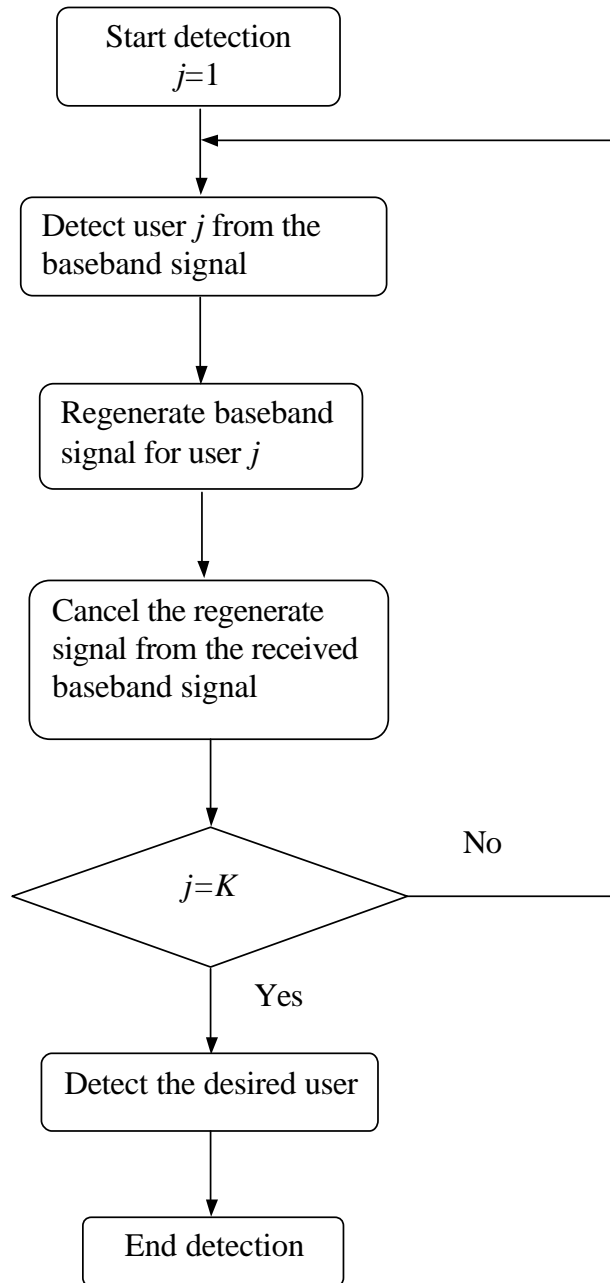 Start detection
j=1
Detect user j from the
baseband signal
Regenerate baseband
signal for user j
Cancel the regenerate
signal from the received
baseband signal
j=K
No
Yes
Detect the desired user
End detection